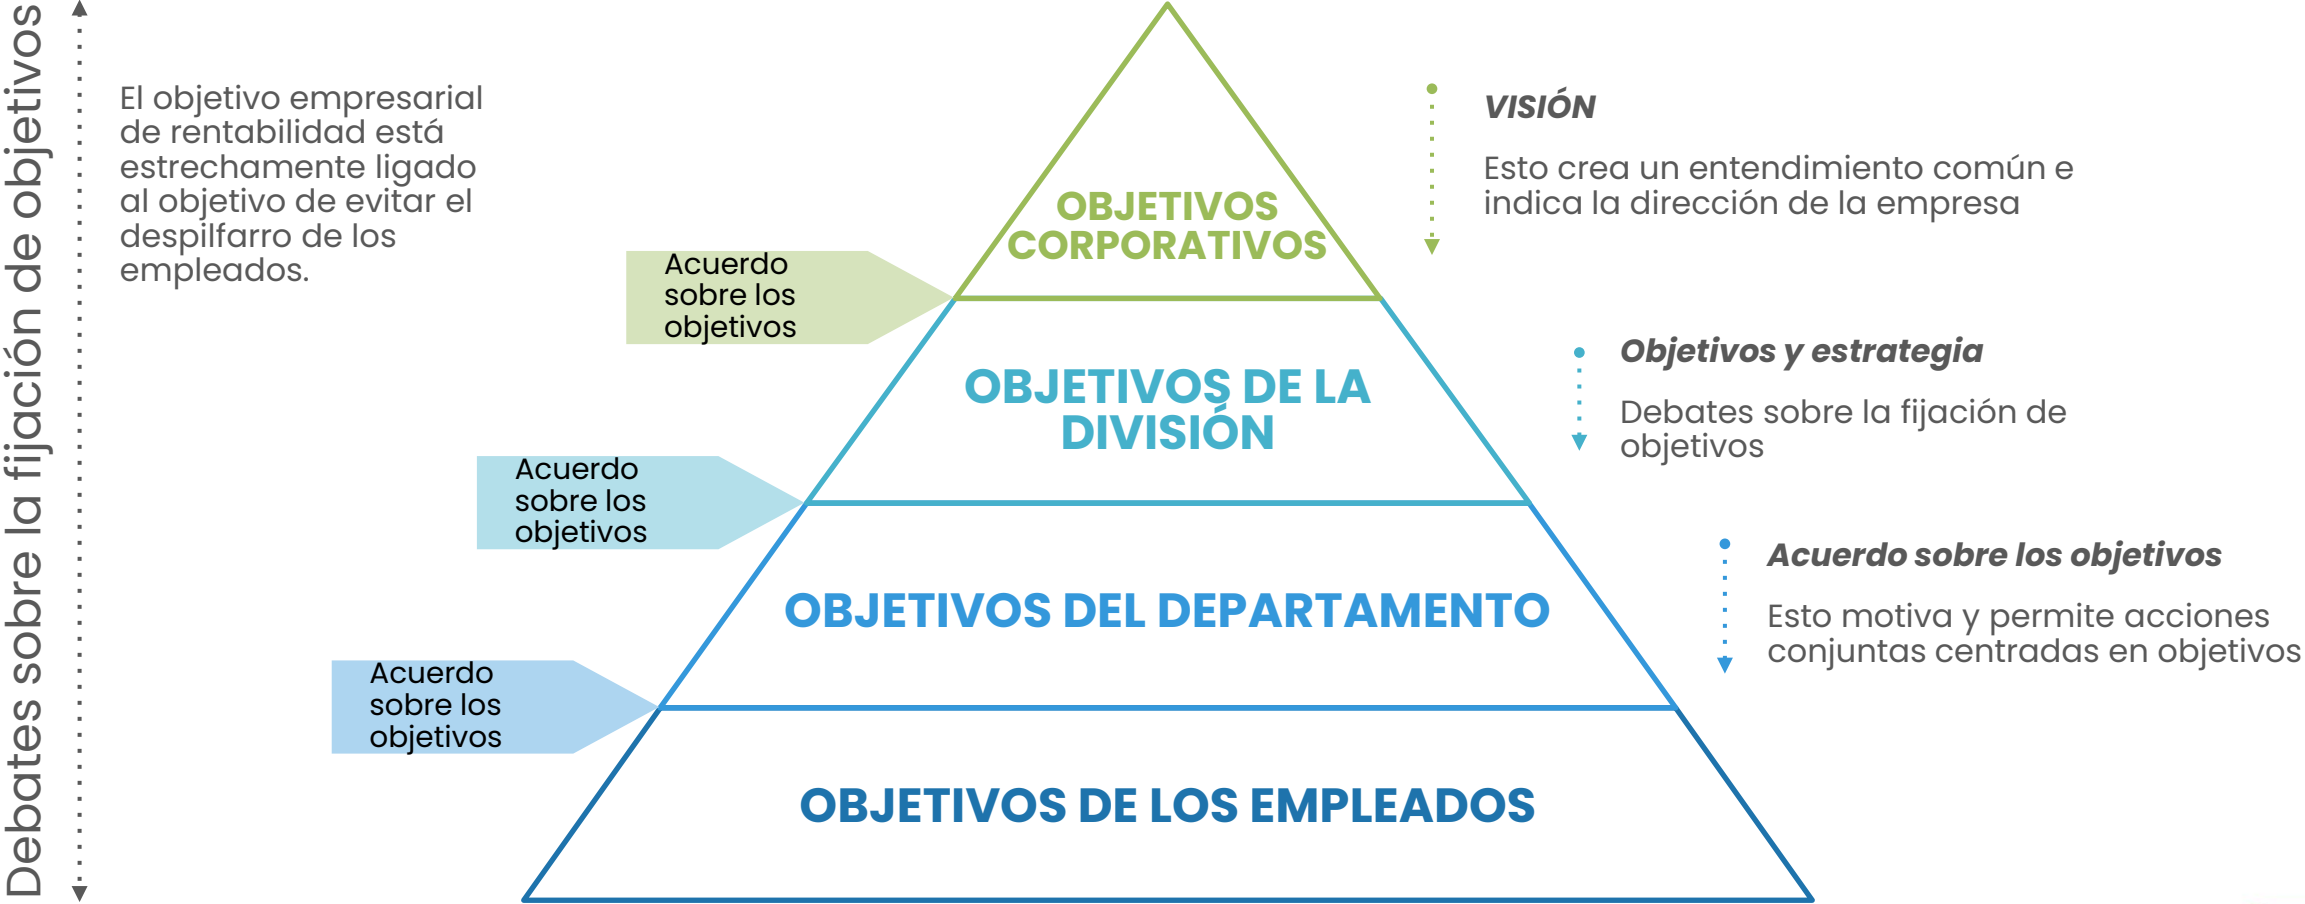 Debates sobre la fijación de objetivos
El objetivo empresarial
de rentabilidad está
estrechamente ligado
al objetivo de evitar el
despilfarro de los
empleados.
OBJETIVOS
CORPORATIVOS
VISIÓN
Esto crea un entendimiento común e
indica la dirección de la empresa
Acuerdo
sobre los
objetivos
OBJETIVOS DE LA
DIVISIÓN
Objetivos y estrategia
Debates sobre la fijación de
objetivos
Acuerdo
sobre los
objetivos
OBJETIVOS DEL DEPARTAMENTO
Acuerdo sobre los objetivos
Esto motiva y permite acciones
conjuntas centradas en objetivos
Acuerdo
sobre los
objetivos
OBJETIVOS DE LOS EMPLEADOS